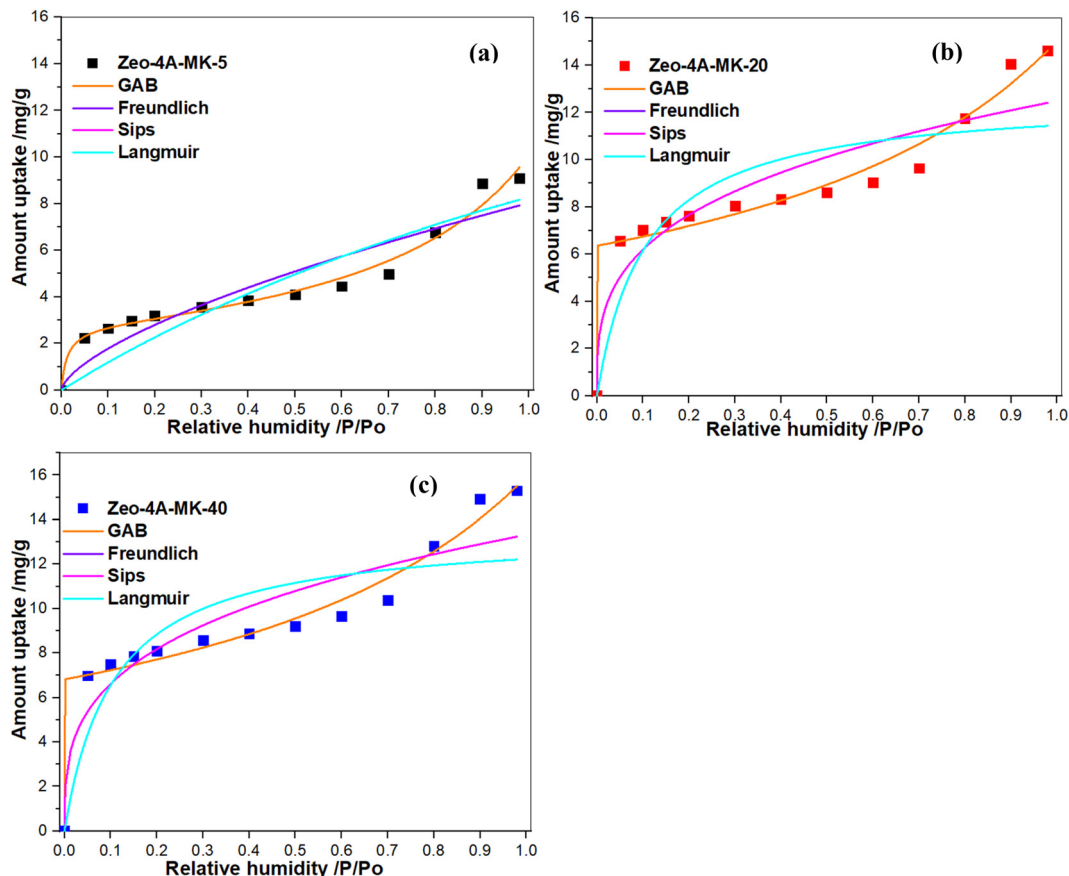 (a)
Zeo-4A-MK-5
GAB
Freundlich
Sips
Langmuir
Amount uptake /mg/g
16
14
12
10
8
6
4
2
0
0.0 0.1 0.2 0.3 0.4 0.5 0.6 0.7 0.8 0.9 1.0
Relative humidity /P/Po
(b)
Zeo-4A-MK-20
GAB
Freundlich
Sips
Langmuir
Amount uptake /mg/g
16
14
12
10
8
6
4
2
0
0.0 0.1 0.2 0.3 0.4 0.5 0.6 0.7 0.8 0.9 1.0
Relative humidity /P/Po
(c)
Zeo-4A-MK-40
GAB
Freundlich
Sips
Langmuir
Amount uptake /mg/g
16
14
12
10
8
6
4
2
0
0.0 0.1 0.2 0.3 0.4 0.5 0.6 0.7 0.8 0.9 1.0
Relative humidity /P/Po